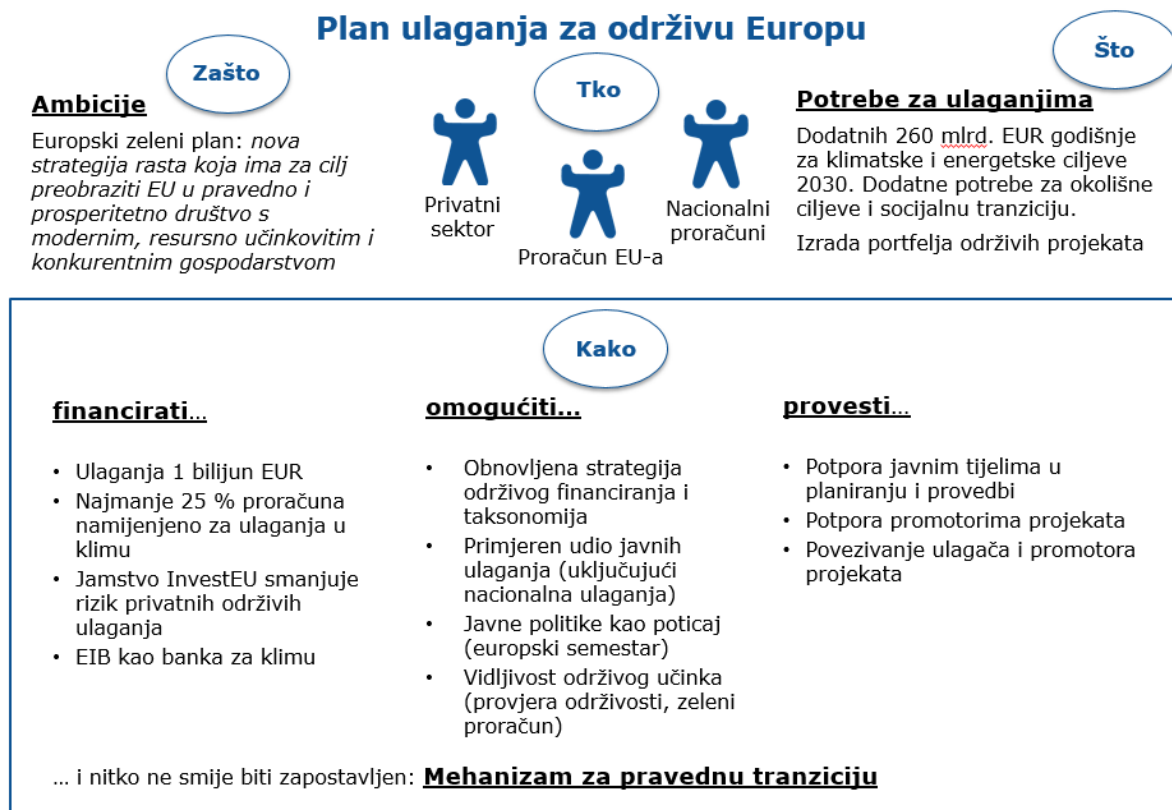 Plan ulaganja za održivu Europu
Zašto
Ambicije
Europski zeleni plan: nova
strategija rasta koja ima za cilj
preobraziti EU u pravedno i
prosperitetno društvo s
modernim, resursno učinkovitim i
konkurentnim gospodarstvom
Tko
Privatni
sektor
Proračun EU-a
Nacionalni
proračuni
Što
Potrebe za ulaganjima
Dodatnih 260 mlrd. EUR godišnje
za klimatske i energetske ciljeve
2030. Dodatne potrebe za okolišne
ciljeve i socijalnu tranziciju.
Izrada portfelja održivih projekata
Kako
financirati...
• Ulaganja 1 bilijun EUR
• Najmanje 25 % proračuna
namijenjeno za ulaganja u
klimu
• Jamstvo InvestEU smanjuje
rizik privatnih održivih
ulaganja
• EIB kao banka za klimu
omogućiti...
• Obnovljena strategija
održivog financiranja i
taksonomija
• Primjeren udio javnih
ulaganja (uključujući
nacionalna ulaganja)
• Javne politike kao poticaj
(europski semestar)
• Vidljivost održivog učinka
(provjera održivosti, zeleni
proračun)
provesti...
• Potpora javnim tijelima u
planiranju i provedbi
• Potpora promotorima projekata
• Povezivanje ulagača i promotora
projekata
... i nitko ne smije biti zapostavljen: Mehanizam za pravednu tranziciju